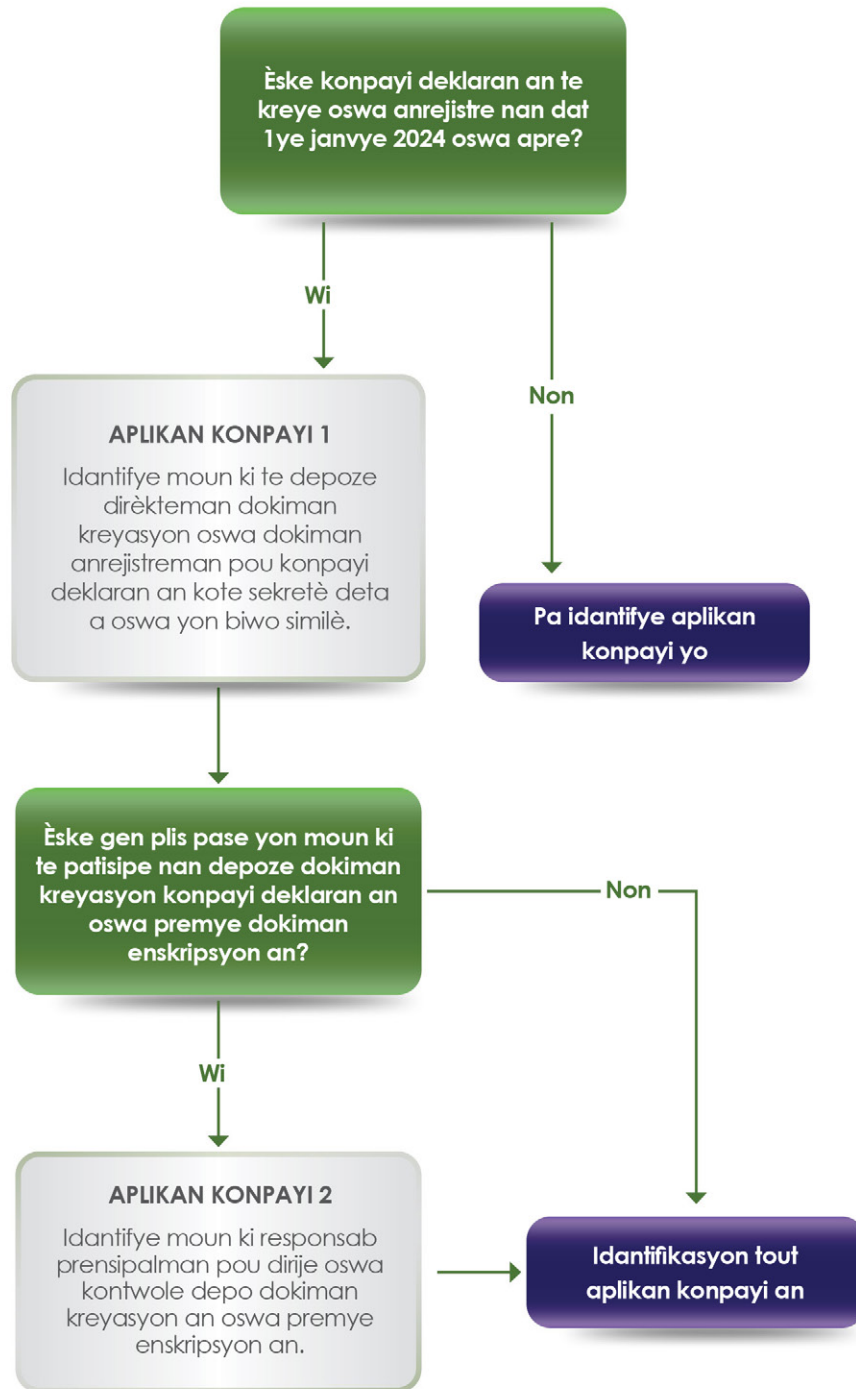 Èske konpayi deklaran an te
kreye oswa anrejistre nan dat
1ye janvye 2024 oswa apre?
Wi
Non
APLIKAN KONPAYI 1
Idantifye moun ki te depoze
dirèkteman dokiman
kreyasyon oswa dokiman
anrejistreman pou konpayi
deklaran an kote sekretè deta
a oswa yon biwo similè.
Pa idantifye aplikan
konpayi yo
Èske gen plis pase yon moun ki
te patisipe nan depoze dokiman
kreyasyon konpayi deklaran an
oswa premye dokiman
enskripsyon an?
Non
Wi
APLIKAN KONPAYI 2
Idantifye moun ki responsab
prensipalman pou dirije oswa
kontwole depo dokiman
kreyasyon an oswa premye
enskripsyon an.
Idantifikasyon tout
aplikan konpayi an